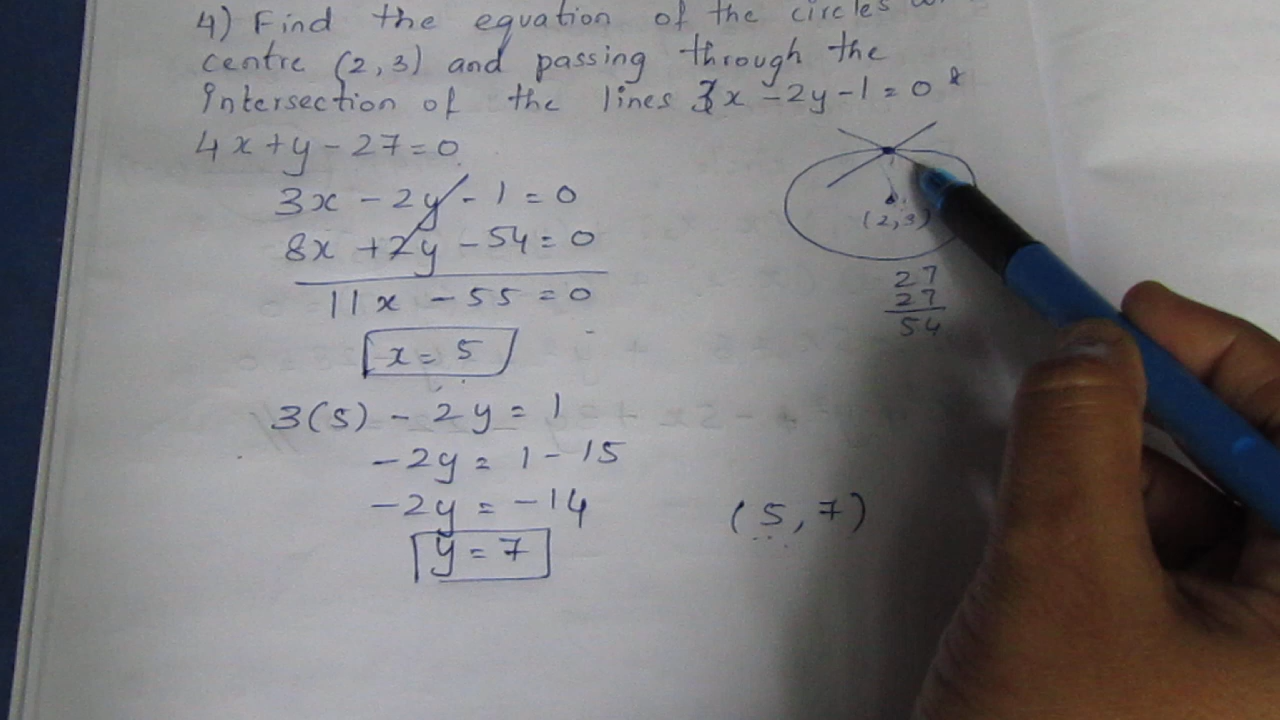 4) Find the equation of the circles
centre (2,3) and passing through the
Intersection of the lines 3x - 2y - 1 = 0 &
4x + y - 27 = 0
3x - 2y - 1 = 0
8x + 2y - 54 = 0
11x - 55 = 0
x = 5
3(5) - 2y = 1
-2y = 1 - 15
-2y = -14
y = 7
(2,3)
27
27
54
(5,7)